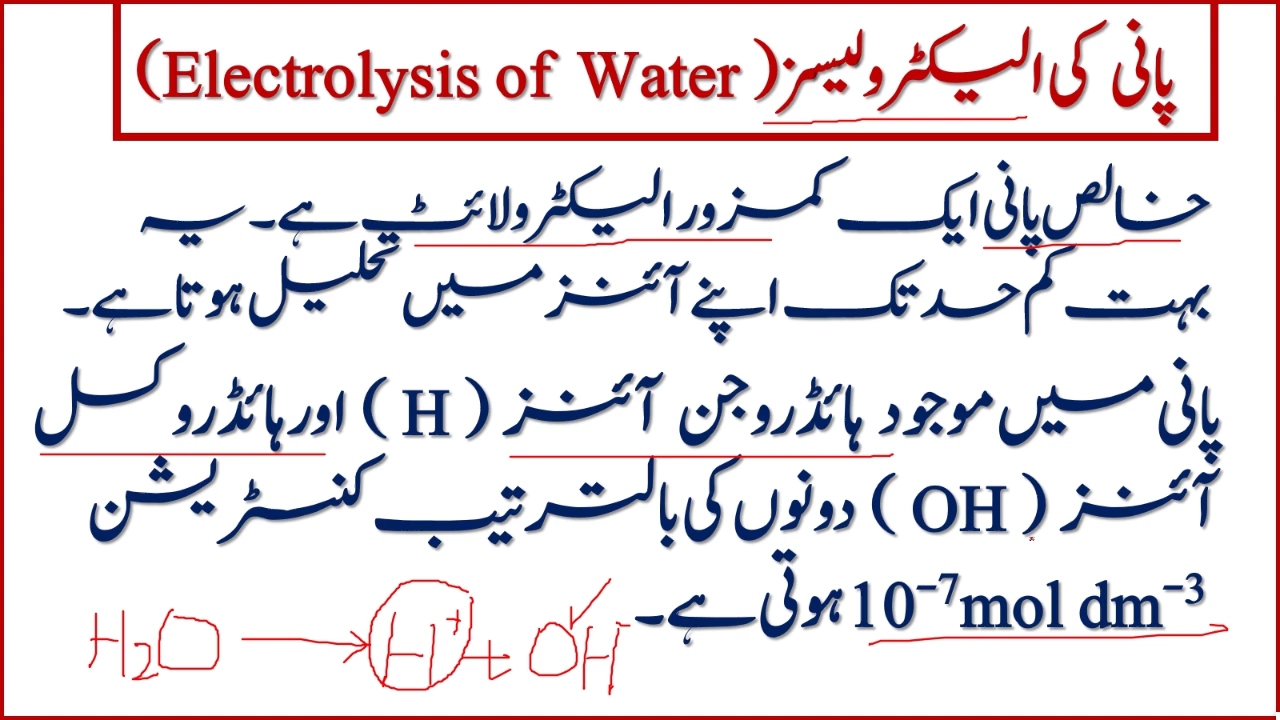 پانی کی الیکٹرولیسز (Electrolysis of Water)
خالص پانی ایک کمزور الیکٹرولائٹ ہے۔ یہ
بہت کم حد تک اپنے آئنز میں تحلیل ہوتا ہے۔
پانی میں موجود ہائڈروجن آئنز (H) اور ہائڈروکسل
آئنز (OH) دونوں کی بالترتیب کنسٹریشن
10⁻⁷mol dm⁻³ ہوتی ہے۔
H₂O → H⁺ + OH⁻